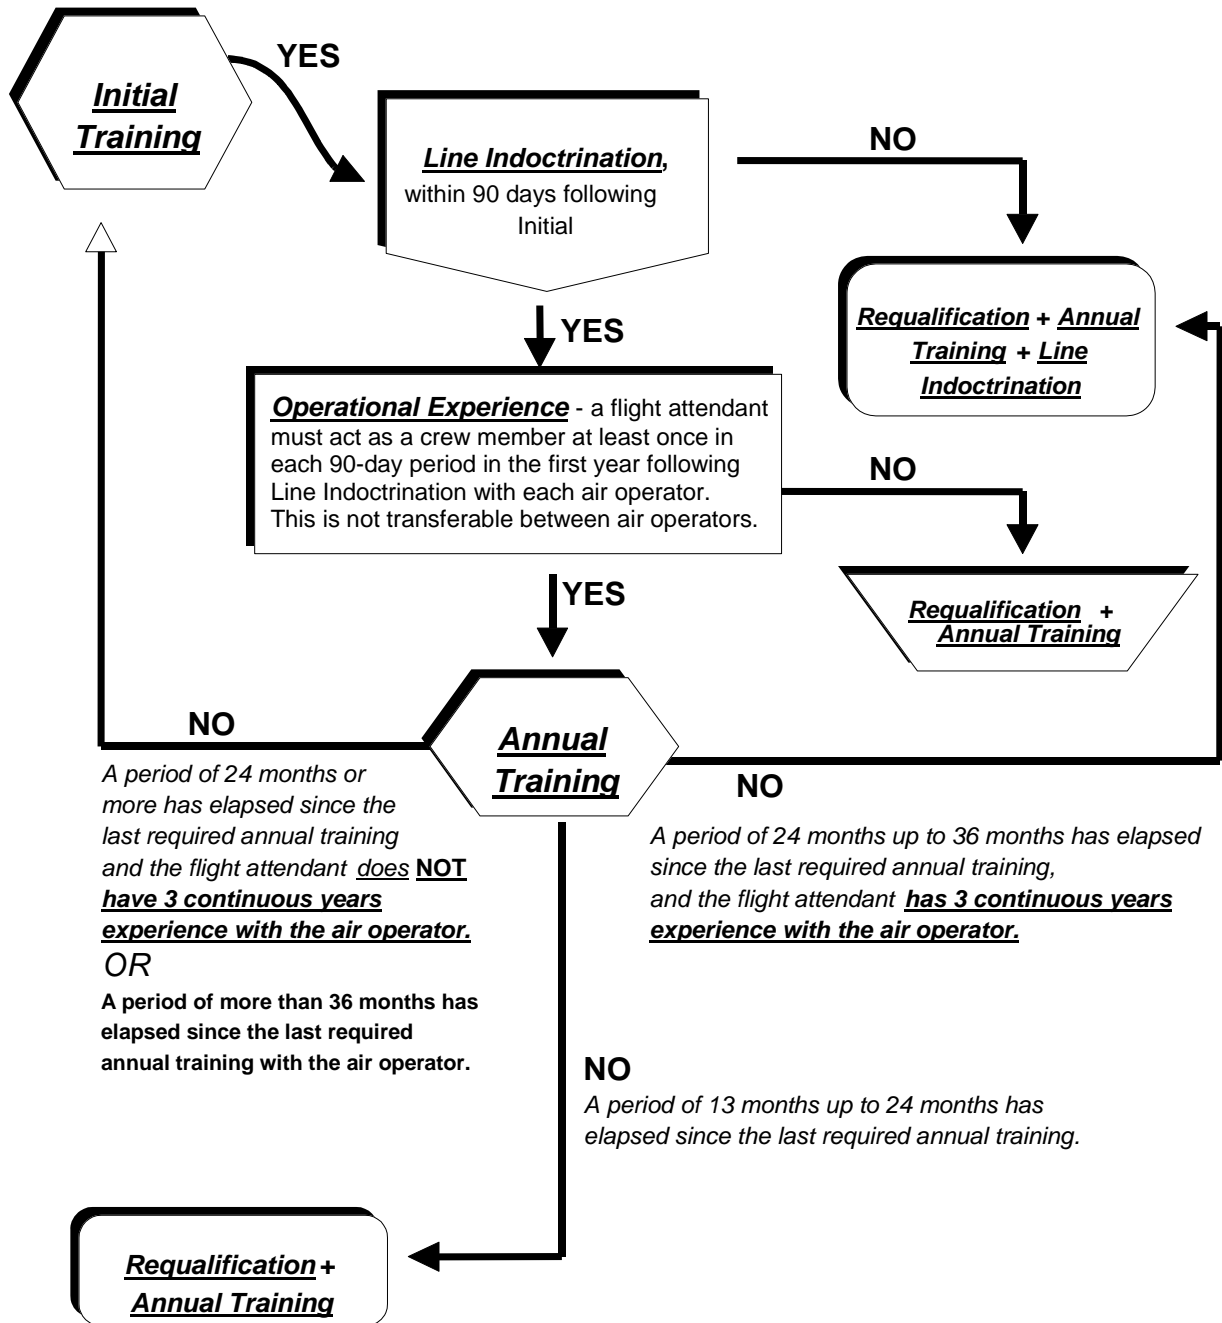 YES
Initial
Training
NO
Line Indoctrination,
within 90 days following
Initial
YES
Requalification + Annual
Training + Line
Indoctrination
Operational Experience - a flight attendant
must act as a crew member at least once in
each 90-day period in the first year following
Line Indoctrination with each air operator.
This is not transferable between air operators.
NO
YES
Requalification +
Annual Training
NO
Annual
Training
NO
A period of 24 months or
more has elapsed since the
last required annual training
and the flight attendant does NOT
have 3 continuous years
experience with the air operator.
OR
A period of more than 36 months has
elapsed since the last required
annual training with the air operator.
A period of 24 months up to 36 months has elapsed
since the last required annual training,
and the flight attendant has 3 continuous years
experience with the air operator.
NO
A period of 13 months up to 24 months has
elapsed since the last required annual training.
Requalification +
Annual Training